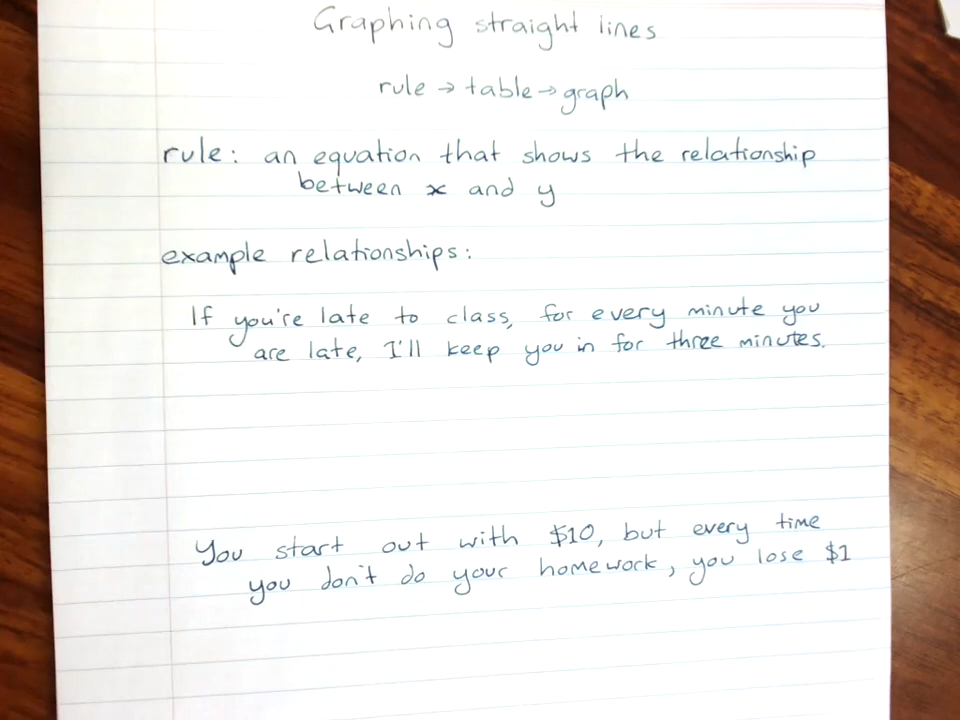 Graphing straight lines
rule → table → graph
rule: an equation that shows the relationship
between x and y
example relationships:
If you're late to class, for every minute you
are late, I'll keep you in for three minutes.
You start out with $10, but every time
you don't do your homework, you lose $1